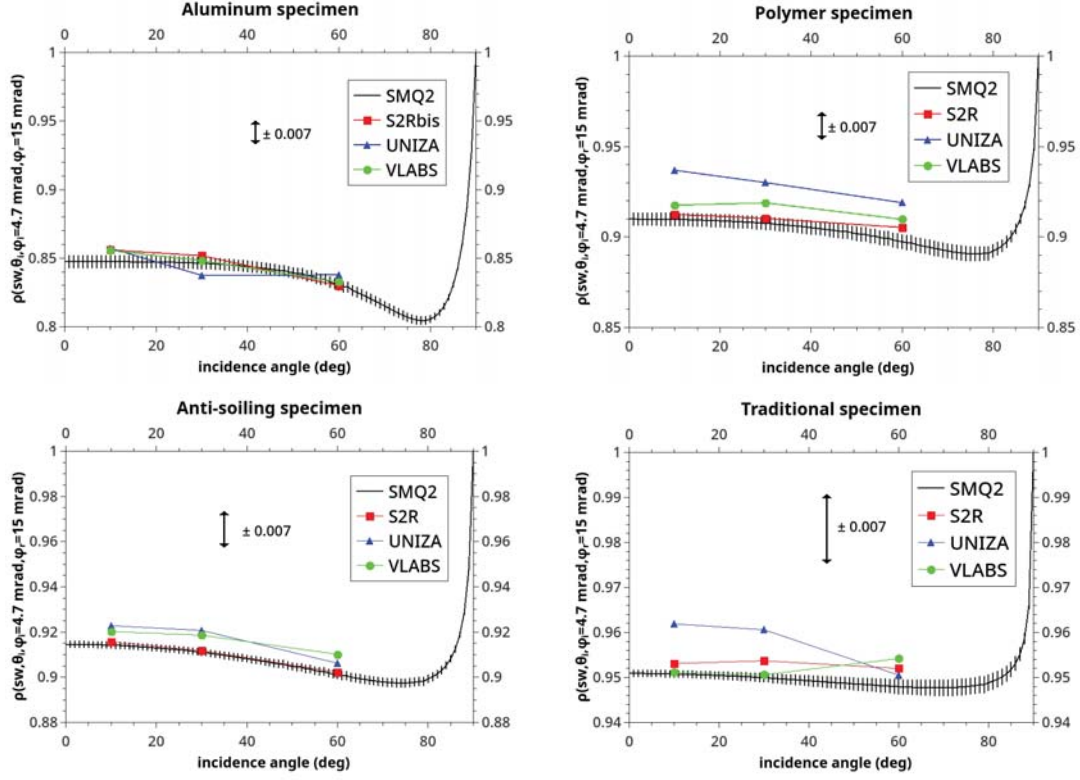 Aluminum specimen
0 20 40 60 80
1 1
0.95 0.95
0.9 0.9
0.85 0.85
0.8 0.8
ρ(sw,θi,φi=4.7 mrad,φr=15 mrad)
SMQ2
S2Rbis
UNIZA
VLABS
± 0.007
0 20 40 60 80
incidence angle (deg)
Polymer specimen
0 20 40 60 80
1 1
0.95 0.95
0.9 0.9
0.85 0.85
ρ(sw,θi,φi=4.7 mrad,φr=15 mrad)
SMQ2
S2R
UNIZA
VLABS
± 0.007
0 20 40 60 80
incidence angle (deg)
Anti-soiling specimen
0 20 40 60 80
1 1
0.98 0.98
0.96 0.96
0.94 0.94
0.92 0.92
0.9 0.9
0.88 0.88
ρ(sw,θi,φi=4.7 mrad,φr=15 mrad)
SMQ2
S2R
UNIZA
VLABS
± 0.007
0 20 40 60 80
incidence angle (deg)
Traditional specimen
0 20 40 60 80
1 1
0.99 0.99
0.98 0.98
0.97 0.97
0.96 0.96
0.95 0.95
0.94 0.94
ρ(sw,θi,φi=4.7 mrad,φr=15 mrad)
SMQ2
S2R
UNIZA
VLABS
± 0.007
0 20 40 60 80
incidence angle (deg)